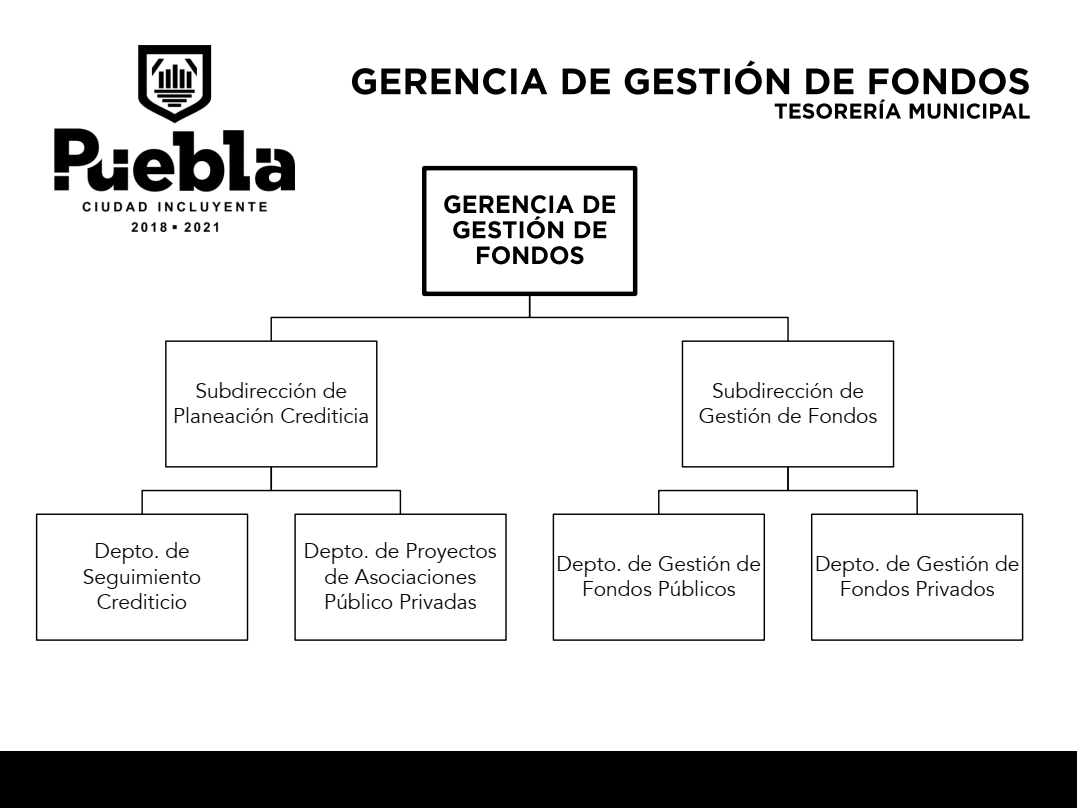 Puebla
CIUDAD INCLUYENTE
2018 ▪ 2021
GERENCIA DE GESTIÓN DE FONDOS
TESORERÍA MUNICIPAL
GERENCIA DE
GESTIÓN DE
FONDOS
Subdirección de
Planeación Crediticia
Subdirección de
Gestión de Fondos
Depto. de
Seguimiento
Crediticio
Depto. de Proyectos
de Asociaciones
Público Privadas
Depto. de Gestión de
Fondos Públicos
Depto. de Gestión de
Fondos Privados